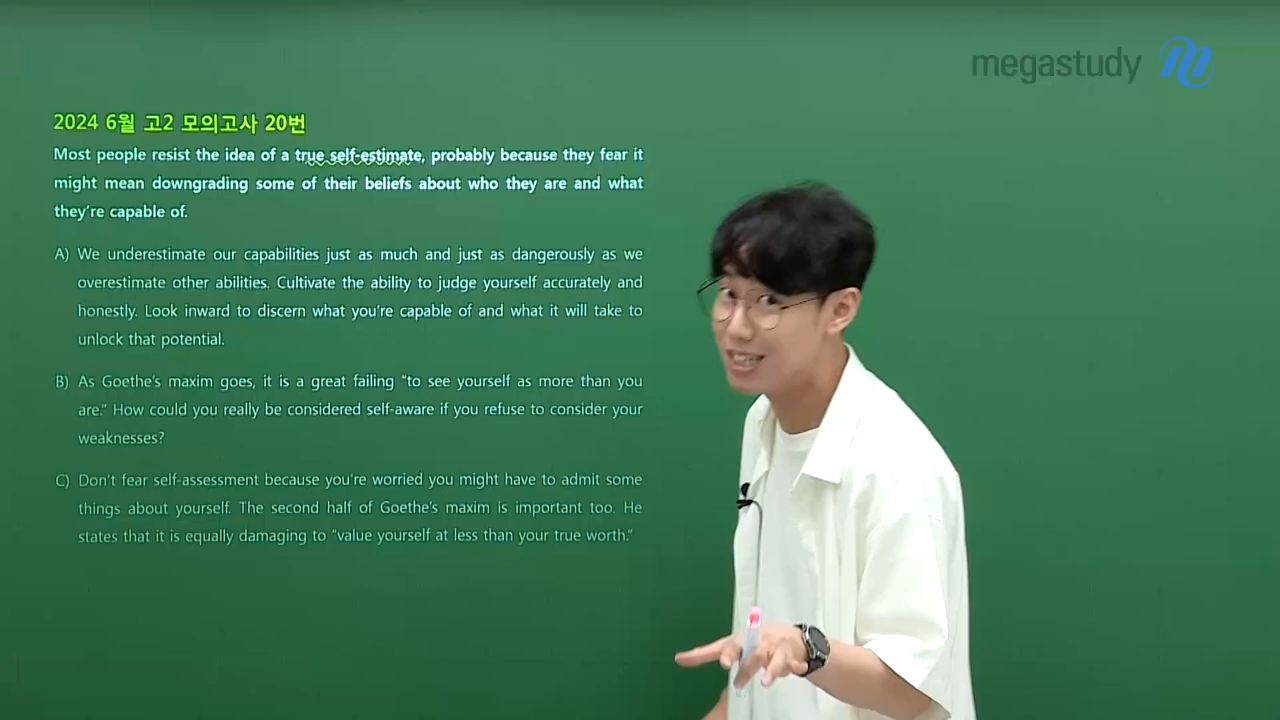 megastudy
2024 6월 고2 모의고사 20번
Most people resist the idea of a true self-estimate, probably because they fear it
might mean downgrading some of their beliefs about who they are and what
they're capable of.
A) We underestimate our capabilities just as much and just as dangerously as we
overestimate other abilities. Cultivate the ability to judge yourself accurately and
honestly. Look inward to discern what you're capable of and what it will take to
unlock that potential.
B) As Goethe's maxim goes, it is a great failing “to see yourself as more than you
are.” How could you really be considered self-aware if you refuse to consider your
weaknesses?
C) Don't fear self-assessment because you're worried you might have to admit some
things about yourself. The second half of Goethe's maxim is important too. He
states that it is equally damaging to “value yourself at less than your true worth.”